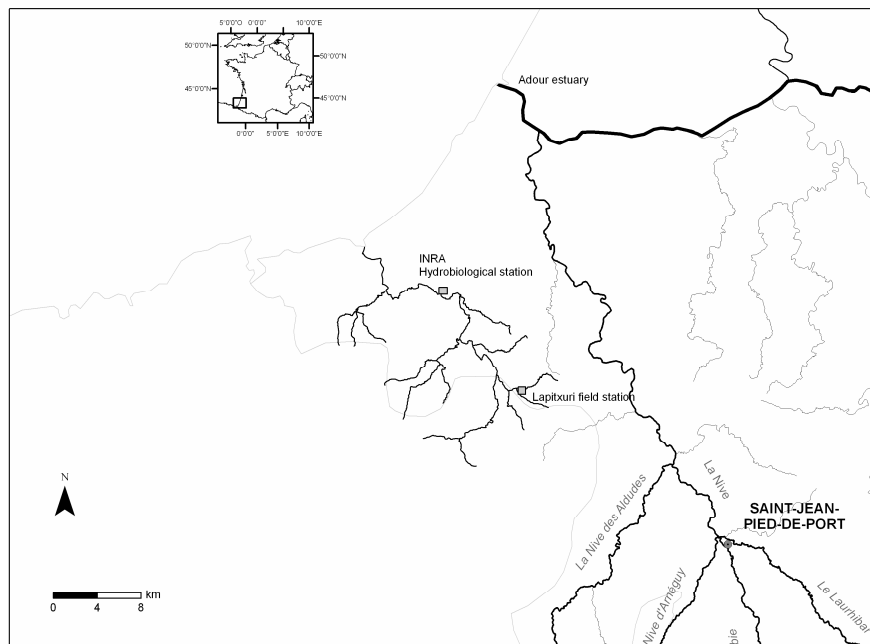 5°0'0"W 0°0'0" 10°0'0"E
50°0'0"N
50°0'0"N
45°0'0"N
45°0'0"N
0°0'0" 5°0'0"E 10°0'0"E
Adour estuary
INRA
Hydrobiological station
Lapitxuri field station
La Nive des Aldudes
La Nive
SAINT-JEAN-
PIED-DE-PORT
Nive d'Arnéguy
Le Laurhibar
N
km
0 4 8